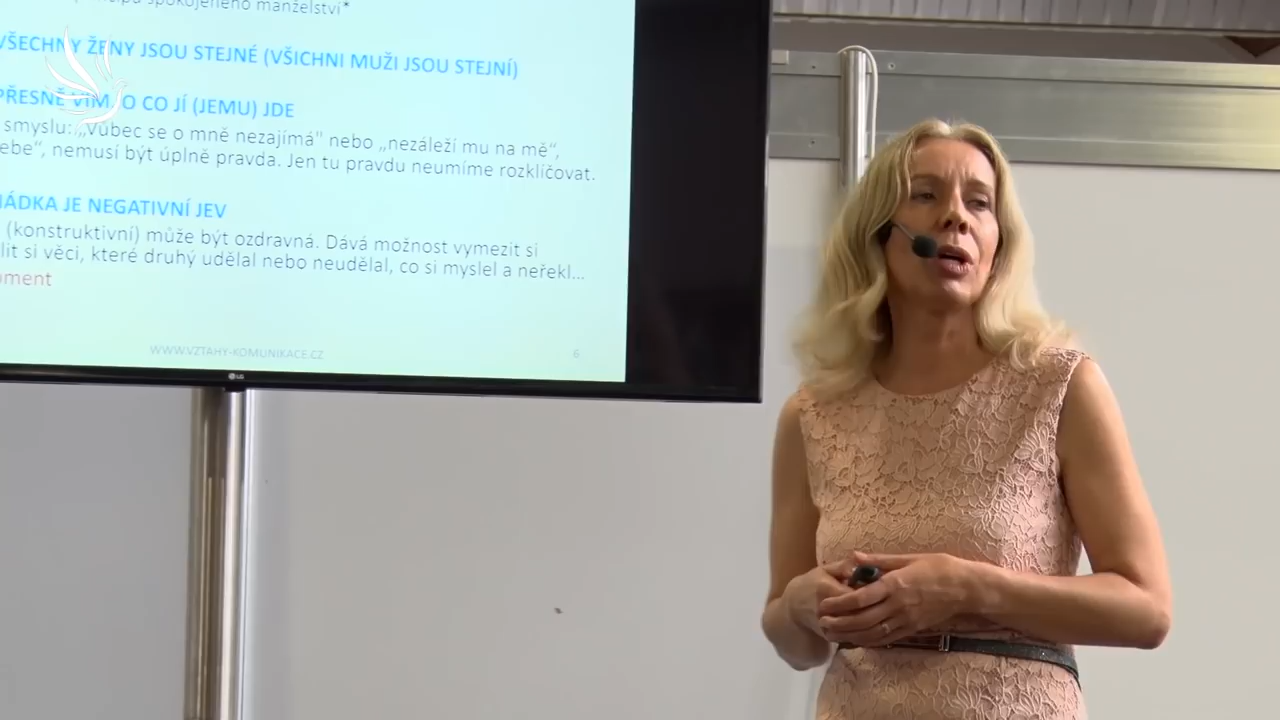 spokojeného manželství*
VŠECHNY ŽENY JSOU STEJNÉ (VŠICHNI MUŽI JSOU STEJNÍ)
PŘESNĚ VÍM, O CO JÍ (JEMU) JDE
smyslu: „Vůbec se o mně nezajímá" nebo „nezáleží mu na mě“,
ebe“, nemusí být úplně pravda. Jen tu pravdu neumíme rozklíčovat.
ÁDKA JE NEGATIVNÍ JEV
(konstruktivní) může být ozdravná. Dává možnost vymezit si
lit si věci, které druhý udělal nebo neudělal, co si myslel a neřekl...
ment
WWW.VZTAHY-KOMUNIKACE.CZ
6
LG